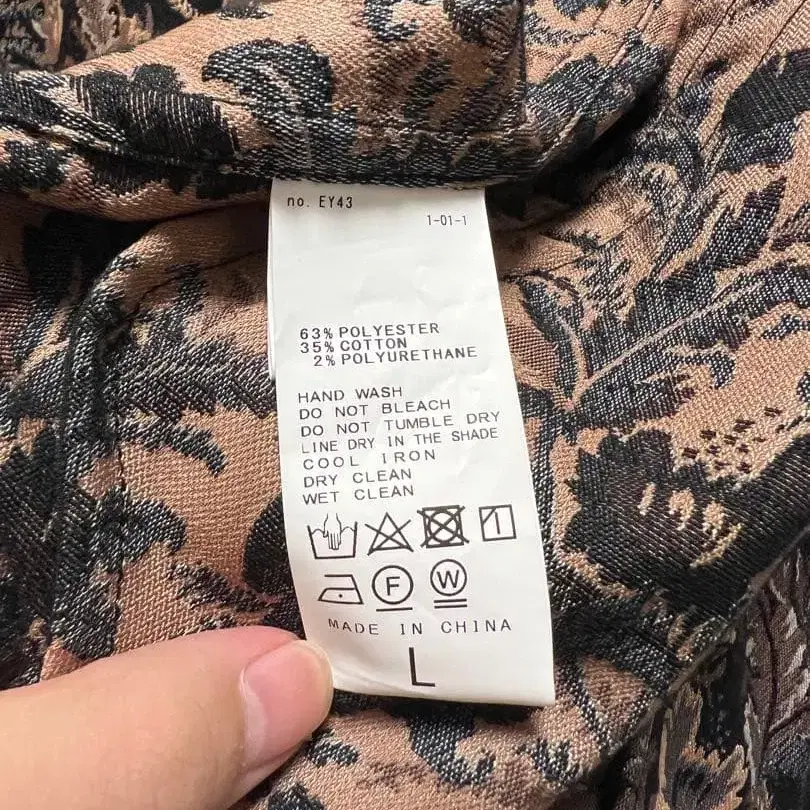 no. EY43
1-01-1
63% POLYESTER
35% COTTON
2% POLYURETHANE
HAND WASH
DO NOT BLEACH
DO NOT TUMBLE DRY
LINE DRY IN THE SHADE
COOL IRON
DRY CLEAN
WET CLEAN
F W
MADE IN CHINA
L